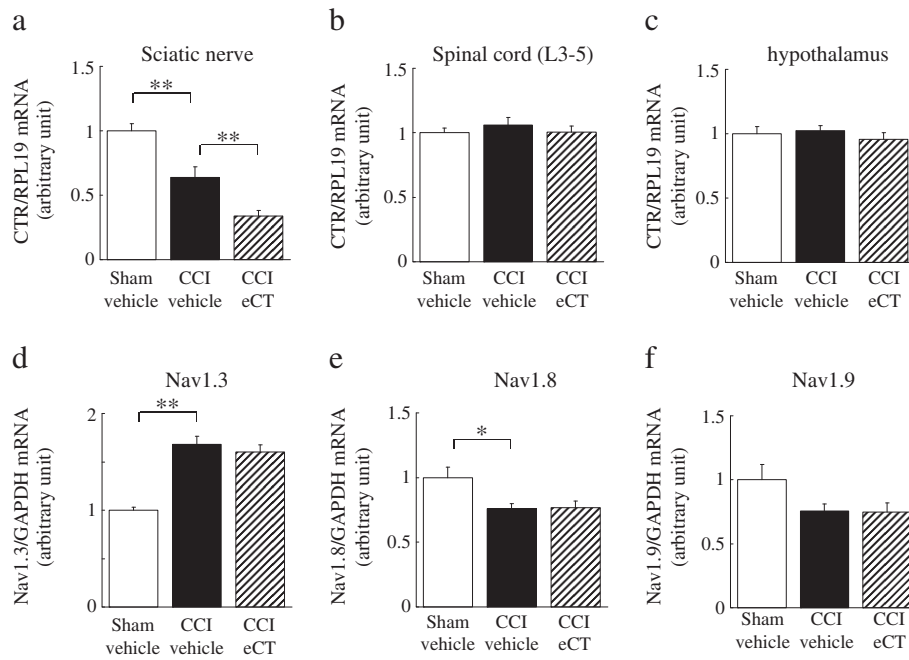 a
Sciatic nerve
CTR/RPL19 mRNA
(arbitrary unit)
1.5
1
0.5
0
**
**
Sham
vehicle
CCI
vehicle
CCI
eCT
b
Spinal cord (L3-5)
CTR/RPL19 mRNA
(arbitrary unit)
1.5
1
0.5
0
Sham
vehicle
CCI
vehicle
CCI
eCT
c
hypothalamus
CTR/RPL19 mRNA
(arbitrary unit)
1.5
1
0.5
0
Sham
vehicle
CCI
vehicle
CCI
eCT
d
Nav1.3
Nav1.3/GAPDH mRNA
(arbitrary unit)
2
1
0
**
Sham
vehicle
CCI
vehicle
CCI
eCT
e
Nav1.8
Nav1.8/GAPDH mRNA
(arbitrary unit)
1.5
1
0.5
0
*
Sham
vehicle
CCI
vehicle
CCI
eCT
f
Nav1.9
Nav1.9/GAPDH mRNA
(arbitrary unit)
1.5
1
0.5
0
Sham
vehicle
CCI
vehicle
CCI
eCT